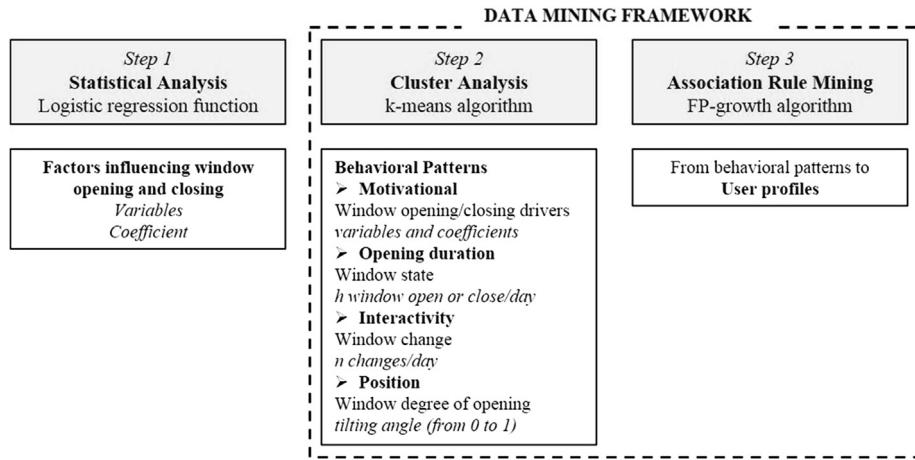 DATA MINING FRAMEWORK
Step 1
Statistical Analysis
Logistic regression function
Factors influencing window
opening and closing
Variables
Coefficient
Step 2
Cluster Analysis
k-means algorithm
Behavioral Patterns
➢ Motivational
Window opening/closing drivers
variables and coefficients
➢ Opening duration
Window state
h window open or close/day
➢ Interactivity
Window change
n changes/day
➢ Position
Window degree of opening
tilting angle (from 0 to 1)
Step 3
Association Rule Mining
FP-growth algorithm
From behavioral patterns to
User profiles